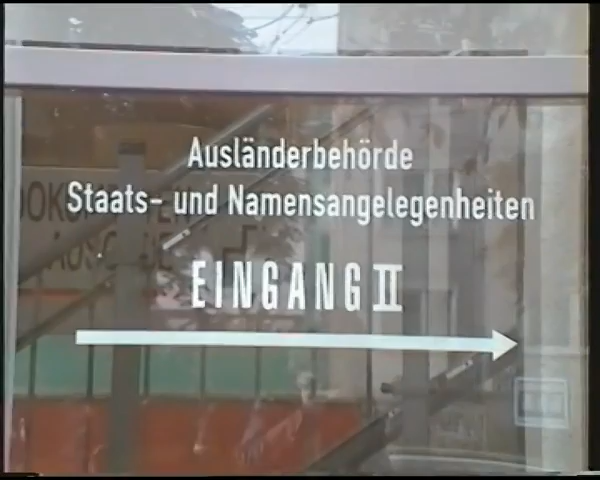 Ausländerbehörde
Staats- und Namensangelegenheiten
EINGANG II